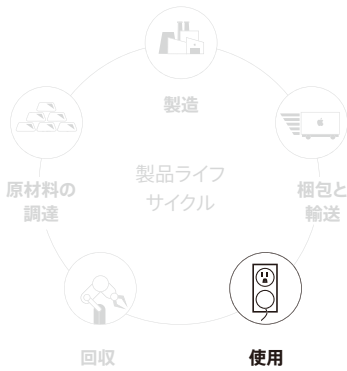 製造
原材料の
調達
製品ライフ
サイクル
梱包と
輸送
回収
使用